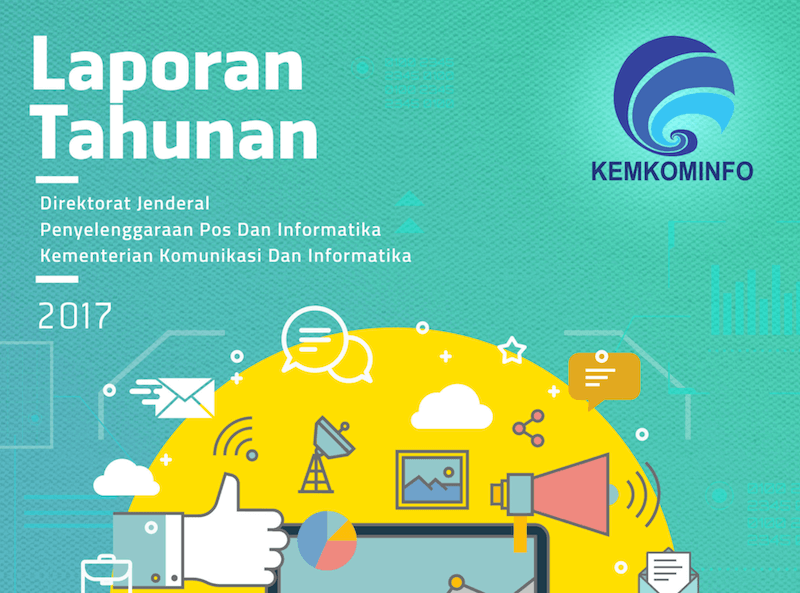 Laporan
Tahunan
Direktorat Jenderal
Penyelenggaraan Pos Dan Informatika
Kementerian Komunikasi Dan Informatika
2017
KEMKOMINFO